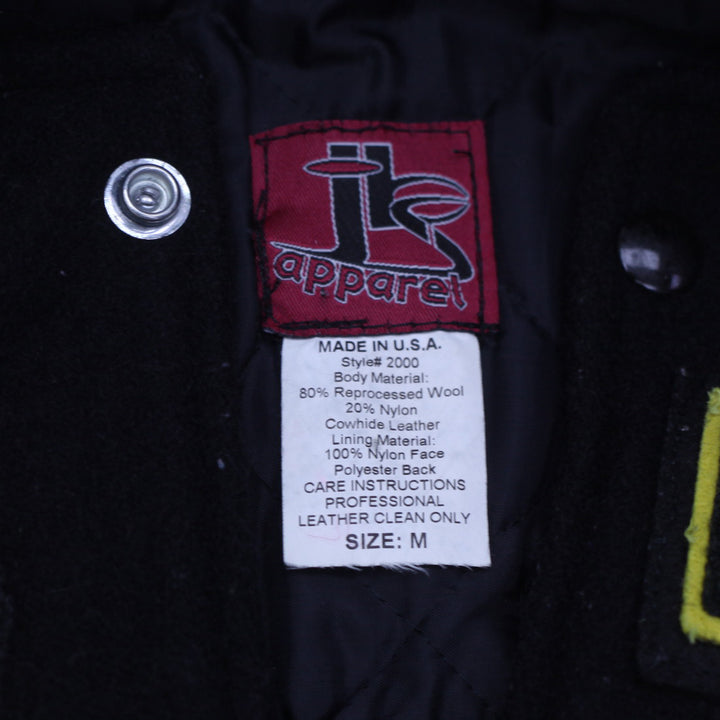 apparel
MADE IN U.S.A.
Style# 2000
Body Material:
80% Reprocessed Wool
20% Nylon
Cowhide Leather
Lining Material:
100% Nylon Face
Polyester Back
CARE INSTRUCTIONS
PROFESSIONAL
LEATHER CLEAN ONLY
SIZE: M